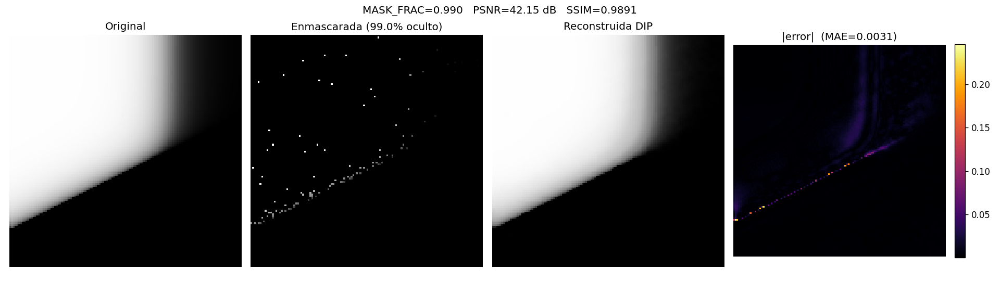 MASK_FRAC=0.990   PSNR=42.15 dB   SSIM=0.9891
Original
Enmascarada (99.0% oculto)
Reconstruida DIP
|error|  (MAE=0.0031)
0.20
0.15
0.10
0.05